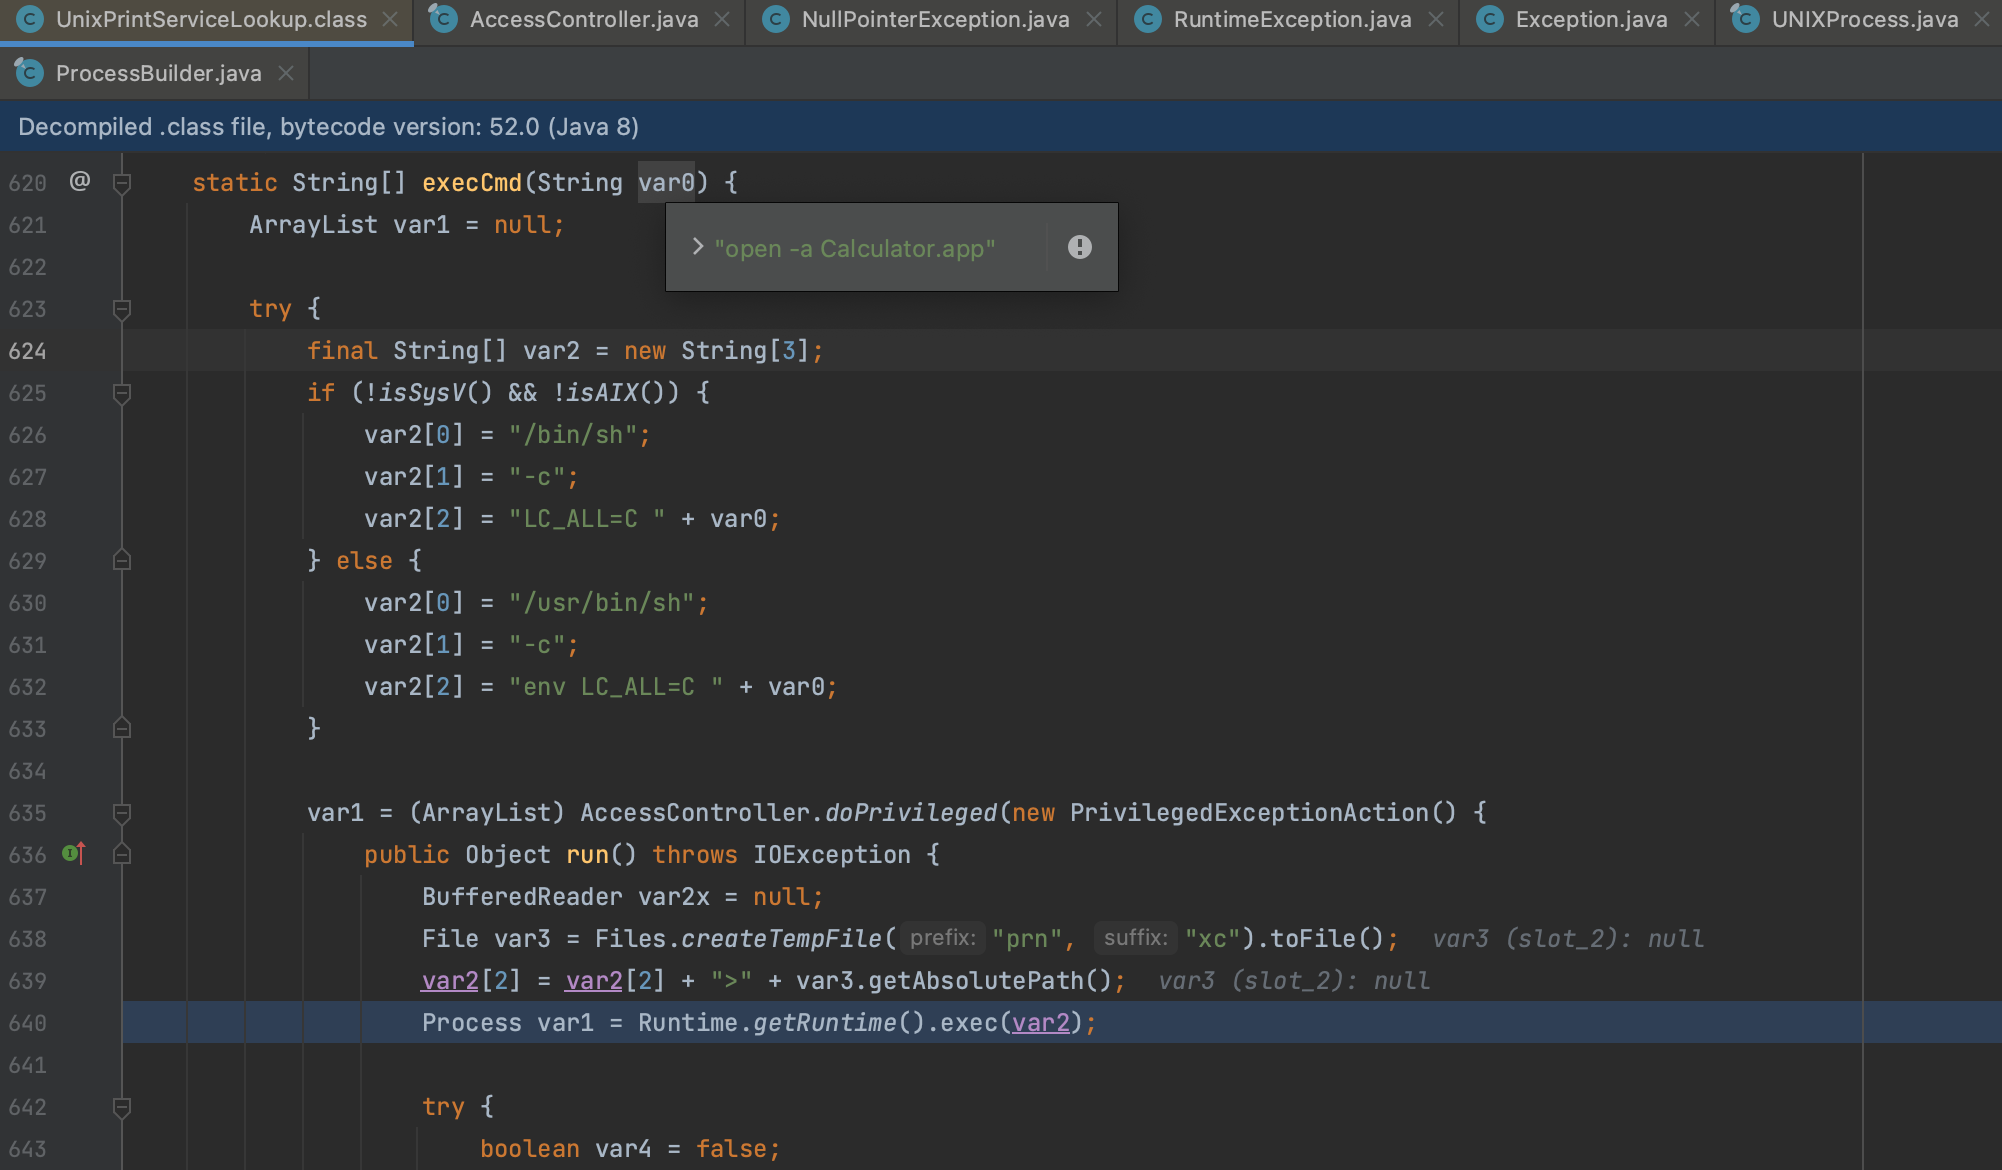 UnixPrintServiceLookup.class AccessController.java NullPointerException.java RuntimeException.java Exception.java UNIXProcess.java
ProcessBuilder.java
Decompiled .class file, bytecode version: 52.0 (Java 8)
620 @ static String[] execCmd(String var0) {
621 ArrayList var1 = null;
"open -a Calculator.app"
622
623 try {
624 final String[] var2 = new String[3];
625 if (!isSysV() && !isAIX()) {
626 var2[0] = "/bin/sh";
627 var2[1] = "-c";
628 var2[2] = "LC_ALL=C " + var0;
629 } else {
630 var2[0] = "/usr/bin/sh";
631 var2[1] = "-c";
632 var2[2] = "env LC_ALL=C " + var0;
633 }
634
635 var1 = (ArrayList) AccessController.doPrivileged(new PrivilegedExceptionAction() {
636 public Object run() throws IOException {
637 BufferedReader var2x = null;
638 File var3 = Files.createTempFile( prefix: "prn", suffix: "xc").toFile(); var3 (slot_2): null
639 var2[2] = var2[2] + ">" + var3.getAbsolutePath(); var3 (slot_2): null
640 Process var1 = Runtime.getRuntime().exec(var2);
641
642 try {
643 boolean var4 = false;